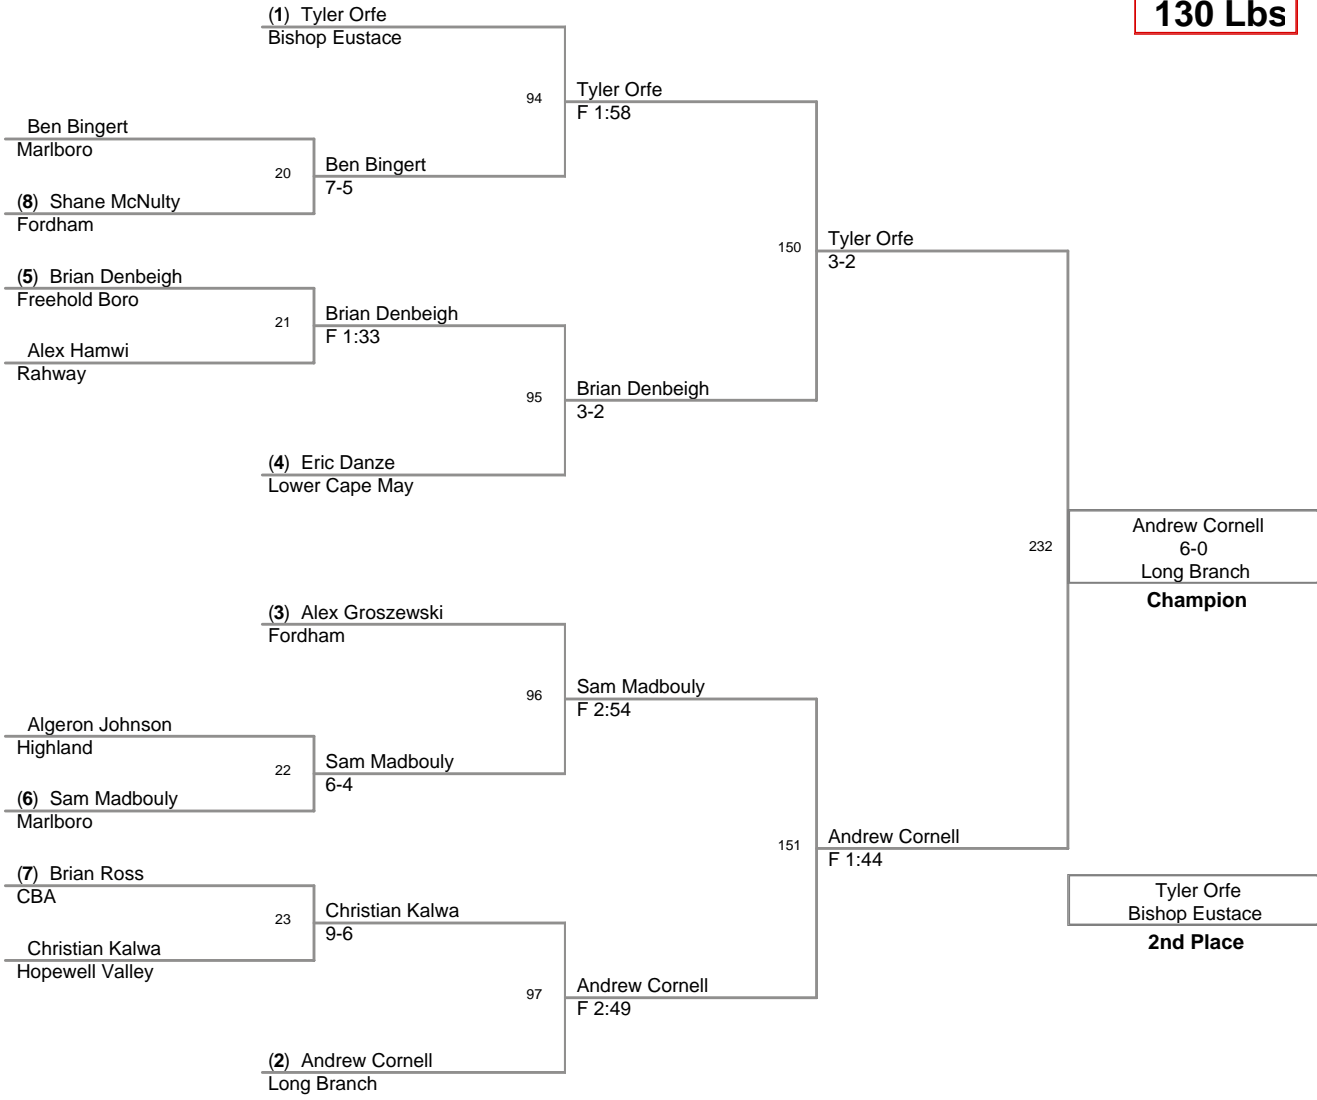 130 Lbs
(1) Tyler Orfe
Bishop Eustace
94
Tyler Orfe
F 1:58
Ben Bingert
Marlboro
20
Ben Bingert
7-5
(8) Shane McNulty
Fordham
150
Tyler Orfe
3-2
(5) Brian Denbeigh
Freehold Boro
21
Brian Denbeigh
F 1:33
Alex Hamwi
Rahway
95
Brian Denbeigh
3-2
(4) Eric Danze
Lower Cape May
232
Andrew Cornell
6-0
Long Branch
Champion
(3) Alex Groszewski
Fordham
96
Sam Madbouly
F 2:54
Algeron Johnson
Highland
22
Sam Madbouly
6-4
(6) Sam Madbouly
Marlboro
151
Andrew Cornell
F 1:44
(7) Brian Ross
CBA
23
Christian Kalwa
9-6
Christian Kalwa
Hopewell Valley
Tyler Orfe
Bishop Eustace
2nd Place
97
Andrew Cornell
F 2:49
(2) Andrew Cornell
Long Branch